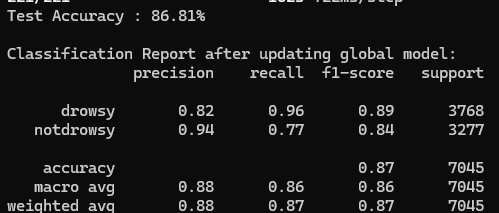 Test Accuracy : 86.81%
Classification Report after updating global model:
precision recall f1-score support
drowsy 0.82 0.96 0.89 3768
notdrowsy 0.94 0.77 0.84 3277
accuracy 0.87 7045
macro avg 0.88 0.86 0.86 7045
weighted avg 0.88 0.87 0.87 7045